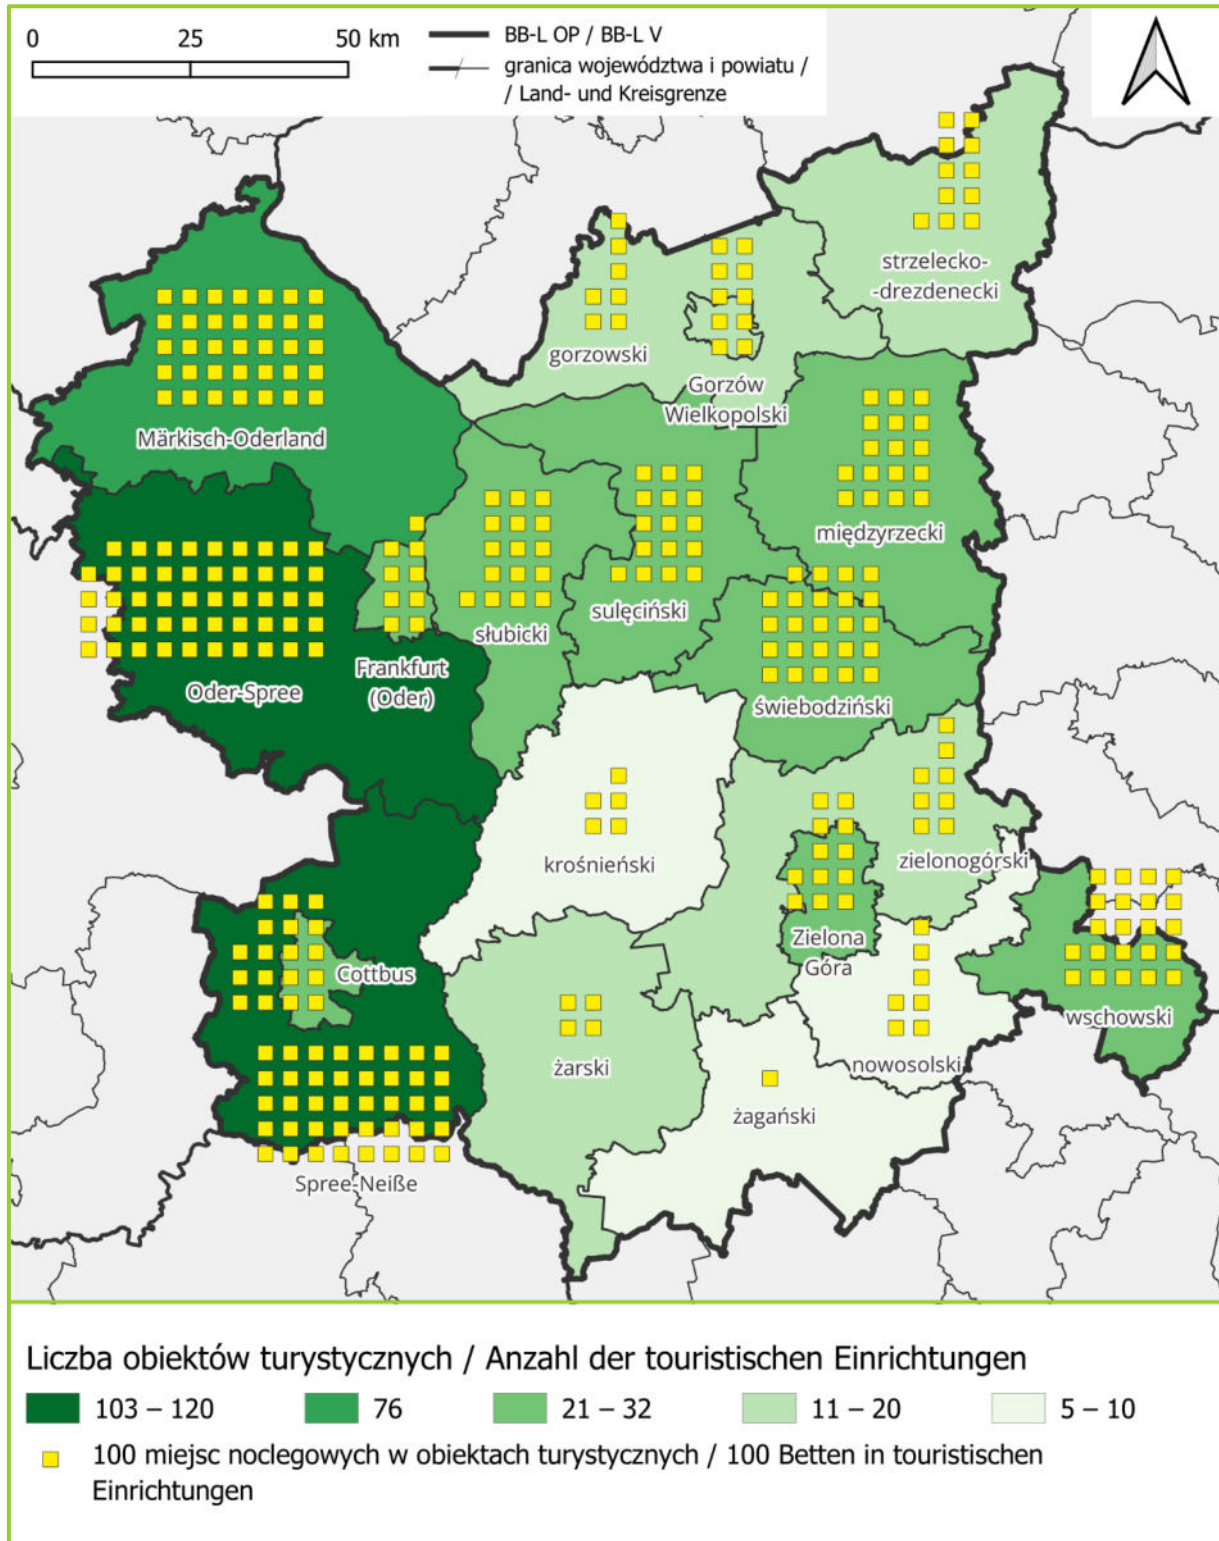 0 25 50 km
BB-L OP / BB-L V
granica województwa i powiatu /
/ Land- und Kreisgrenze
strzelecko-
-drezdenecki
gorzowski
Gorzów
Wielkopolski
Märkisch-Oderland
międzyrzecki
sulęciński
słubicki
Frankfurt
(Oder)
Oder-Spree
świebodziński
krośnieński
zielonogórski
Zielona
Góra
Cottbus
wschowski
żarski
nowosolski
żagański
Spree-Neiße
Liczba obiektów turystycznych / Anzahl der touristischen Einrichtungen
103 – 120 76 21 – 32 11 – 20 5 – 10
100 miejsc noclegowych w obiektach turystycznych / 100 Betten in touristischen
Einrichtungen